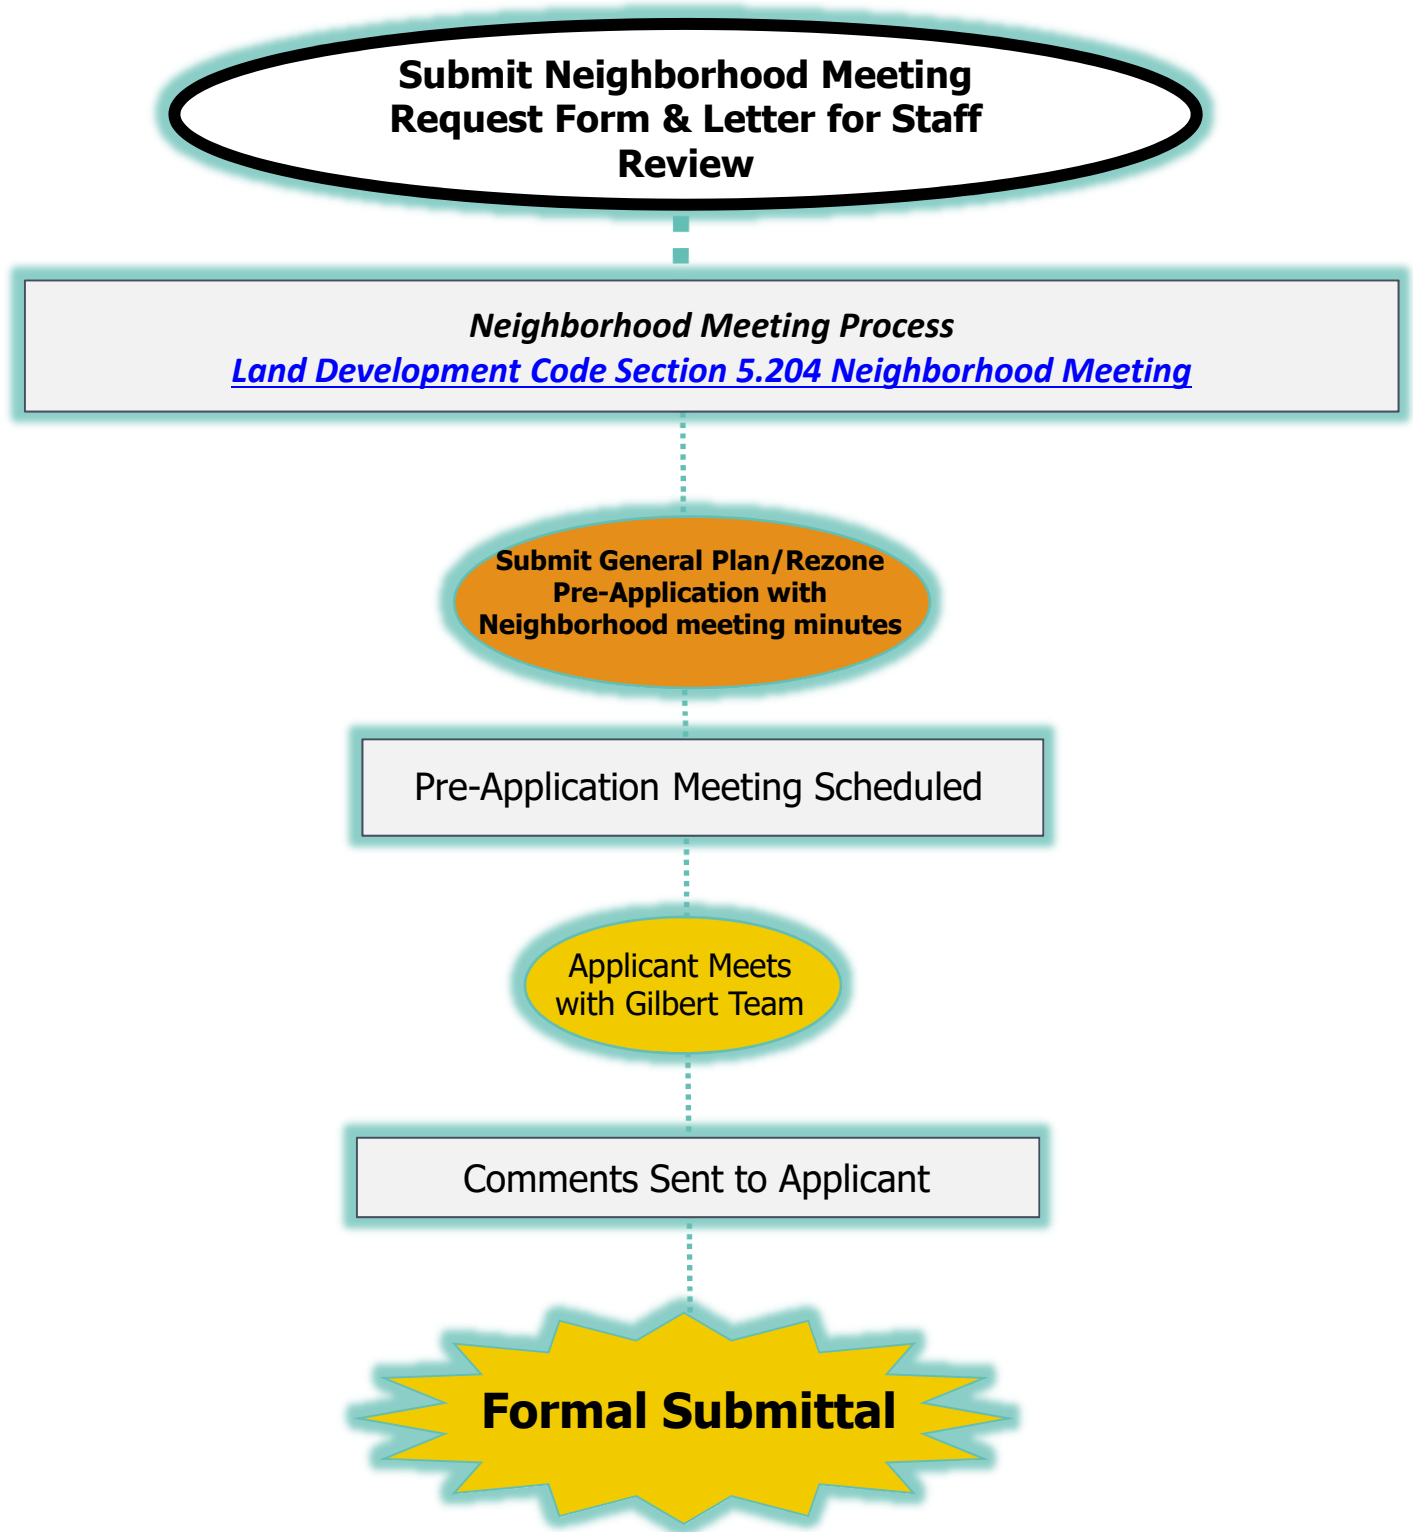 Submit Neighborhood Meeting
Request Form & Letter for Staff
Review
Neighborhood Meeting Process
Land Development Code Section 5.204 Neighborhood Meeting
Submit General Plan/Rezone
Pre-Application with
Neighborhood meeting minutes
Pre-Application Meeting Scheduled
Applicant Meets
with Gilbert Team
Comments Sent to Applicant
Formal Submittal